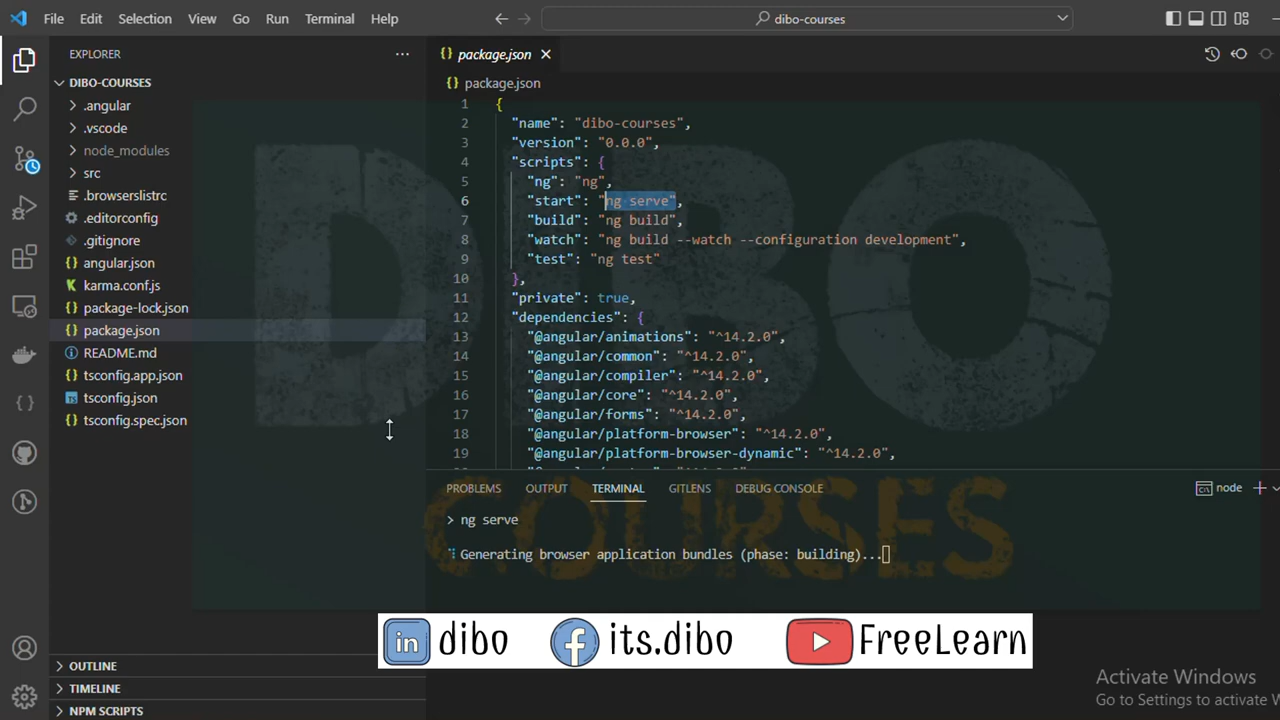 File Edit Selection View Go Run Terminal Help
dibo-courses
EXPLORER
DIBO-COURSES
.angular
.vscode
node_modules
src
.browserslistrc
.editorconfig
.gitignore
angular.json
karma.conf.js
package-lock.json
package.json
README.md
tsconfig.app.json
TS tsconfig.json
tsconfig.spec.json
OUTLINE
TIMELINE
NPM SCRIPTS
{} package.json
{} package.json
1 {
2 "name": "dibo-courses",
3 "version": "0.0.0",
4 "scripts": {
5 "ng": "ng",
6 "start": "ng serve",
7 "build": "ng build",
8 "watch": "ng build --watch --configuration development",
9 "test": "ng test"
10 },
11 "private": true,
12 "dependencies": {
13 "@angular/animations": "^14.2.0",
14 "@angular/common": "^14.2.0",
15 "@angular/compiler": "^14.2.0",
16 "@angular/core": "^14.2.0",
17 "@angular/forms": "^14.2.0",
18 "@angular/platform-browser": "^14.2.0",
19 "@angular/platform-browser-dynamic": "^14.2.0",
PROBLEMS OUTPUT TERMINAL GITLENS DEBUG CONSOLE
node
> ng serve
Generating browser application bundles (phase: building)...
DIBO
COURSES
in dibo f its.dibo FreeLearn
Activate Windows
Go to Settings to activate W